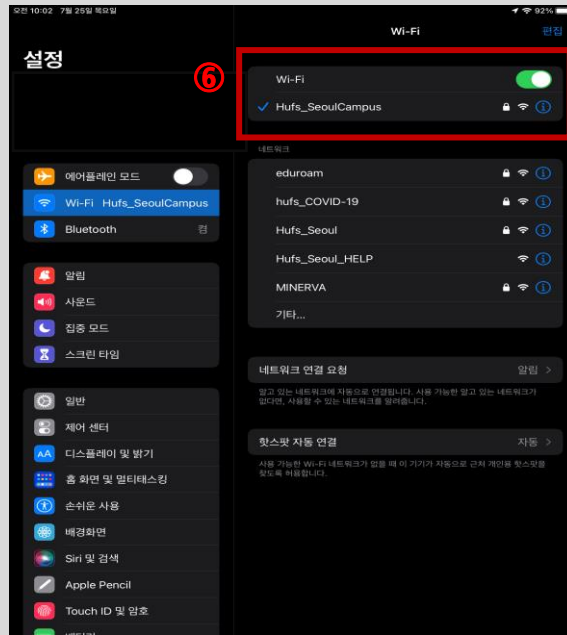 오전 10:02 7월 25일 목요일
92%
설정
Wi-Fi
편집
⑥
Wi-Fi
Hufs_SeoulCampus
네트워크
에어플레인 모드
eduroam
Wi-Fi Hufs_SeoulCampus
hufs_COVID-19
Bluetooth 켬
Hufs_Seoul
Hufs_Seoul_HELP
알림
MINERVA
사운드
기타...
집중 모드
스크린 타임
네트워크 연결 요청 알림
알고 있는 네트워크에 자동으로 연결됩니다. 사용 가능한 알고 있는 네트워크가
없다면, 사용할 수 있는 네트워크를 알려줍니다.
일반
제어 센터
핫스팟 자동 연결 자동
사용 가능한 Wi-Fi 네트워크가 없을 때 이 기기가 자동으로 근처 개인용 핫스팟을
찾도록 허용합니다.
디스플레이 및 밝기
홈 화면 및 멀티태스킹
손쉬운 사용
배경화면
Siri 및 검색
Apple Pencil
Touch ID 및 암호